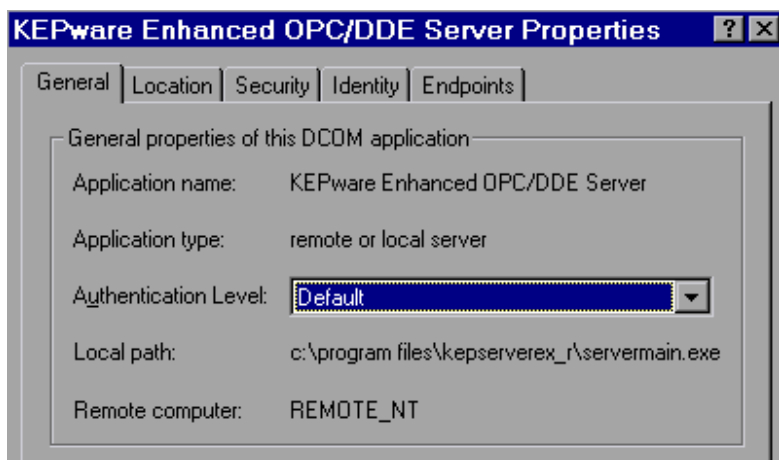 KEPware Enhanced OPC/DDE Server Properties ? ×
General Location Security Identity Endpoints
General properties of this DCOM application
Application name: KEPware Enhanced OPC/DDE Server
Application type: remote or local server
Authentication Level: Default
Local path: c:\program files\kepserverex_r\servermain.exe
Remote computer: REMOTE_NT